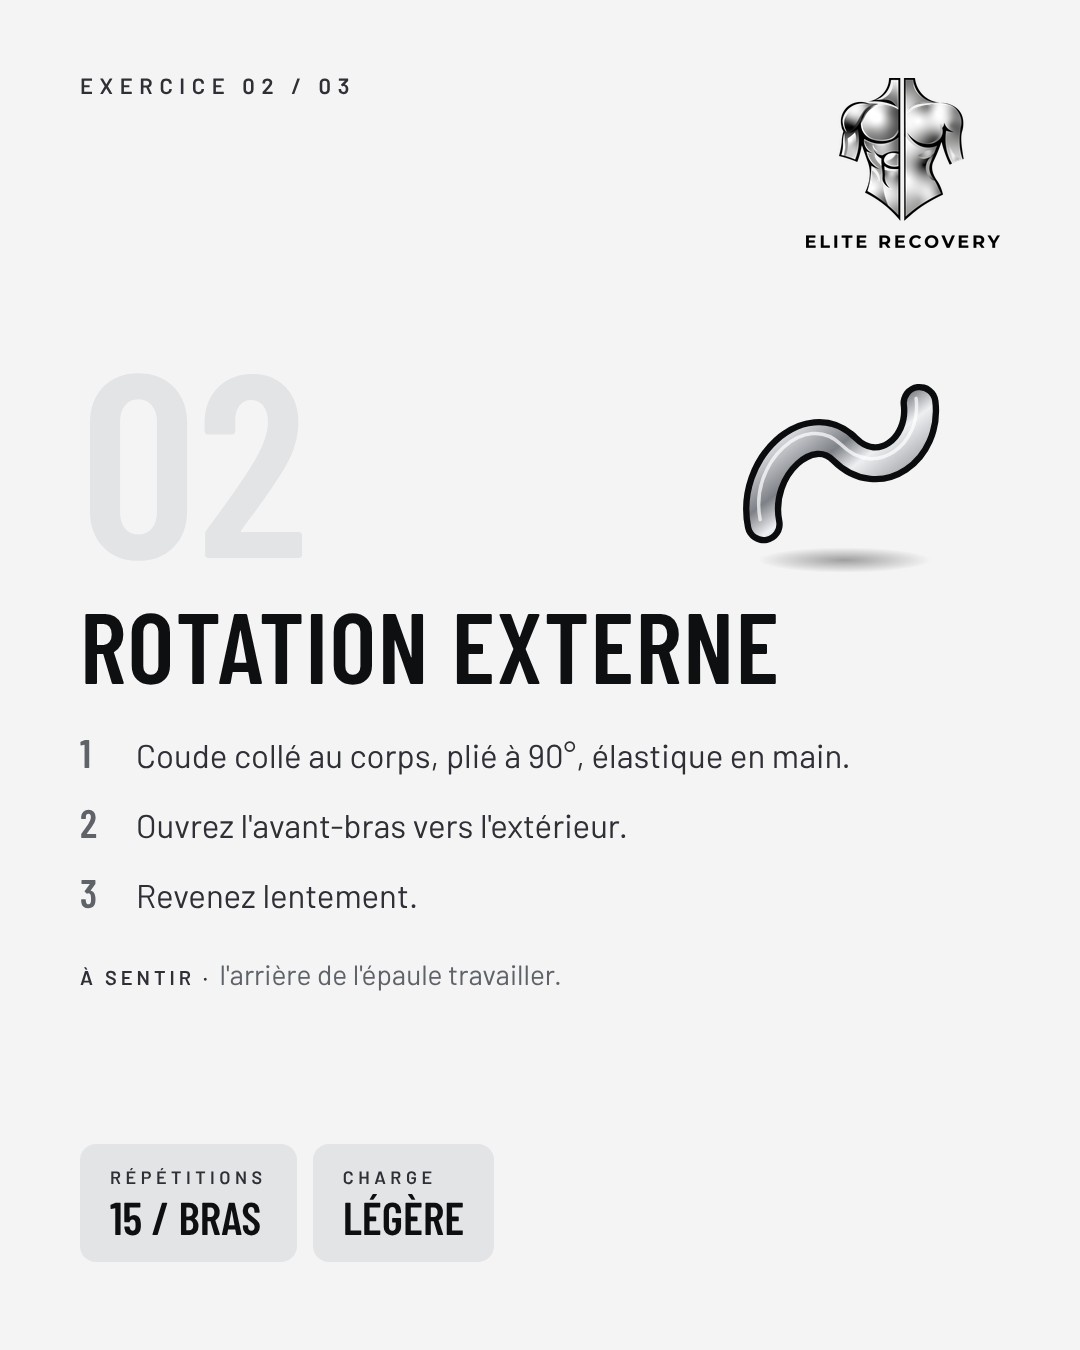 EXERCICE 02 / 03
ELITE RECOVERY
02
ROTATION EXTERNE
1 Coude collé au corps, plié à 90°, élastique en main.
2 Ouvrez l'avant-bras vers l'extérieur.
3 Revenez lentement.
À SENTIR · l'arrière de l'épaule travailler.
RÉPÉTITIONS
15 / BRAS
CHARGE
LÉGÈRE